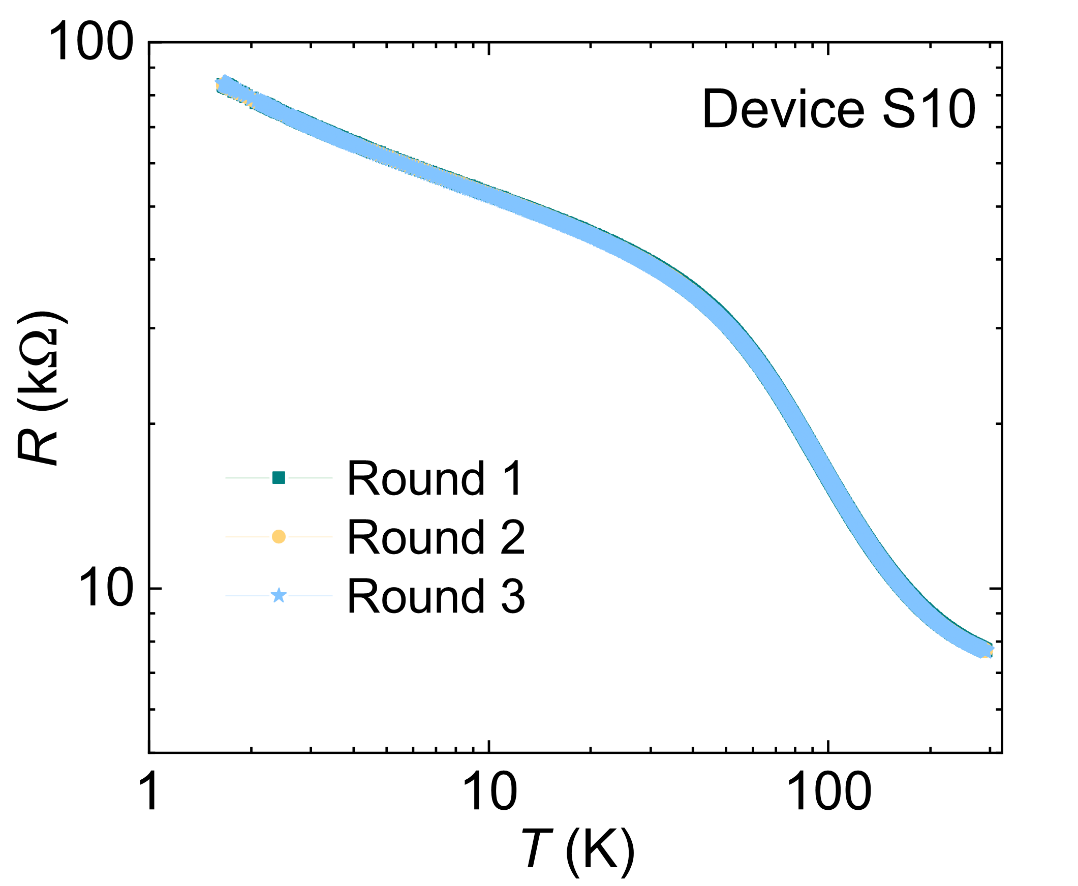 100
Device S10
R (kΩ)
Round 1
Round 2
Round 3
10
1
10
100
T (K)